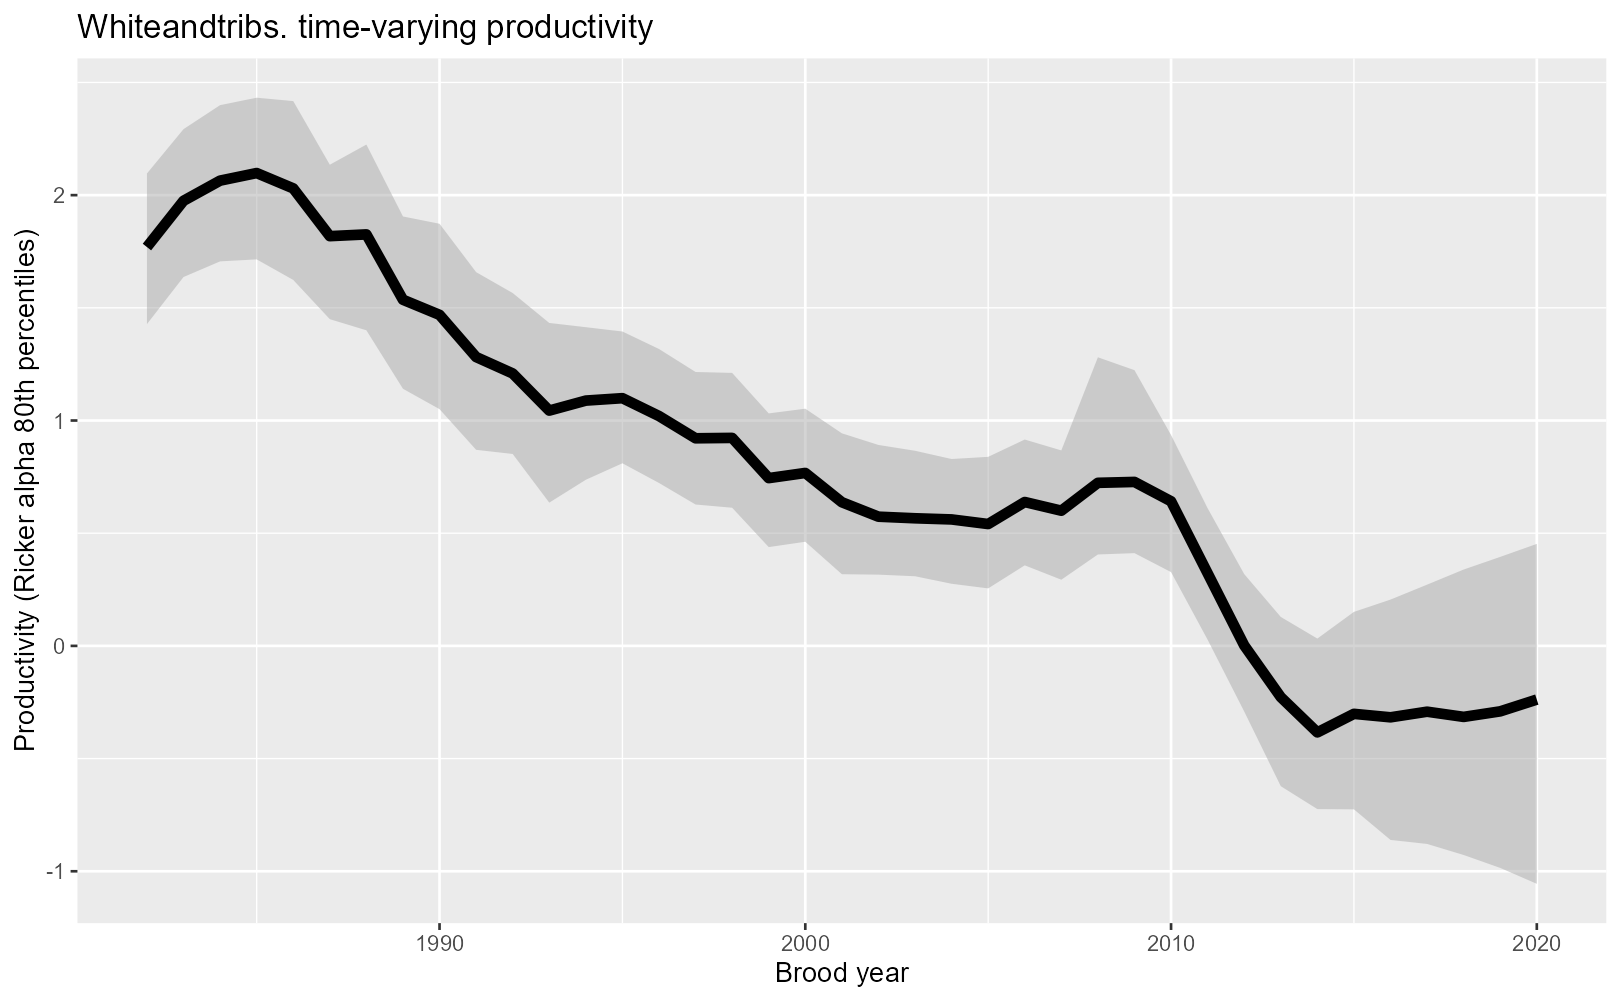 Whiteandtribs. time-varying productivity
Productivity (Ricker alpha 80th percentiles)
2
1
0
-1
1990
2000
2010
2020
Brood year